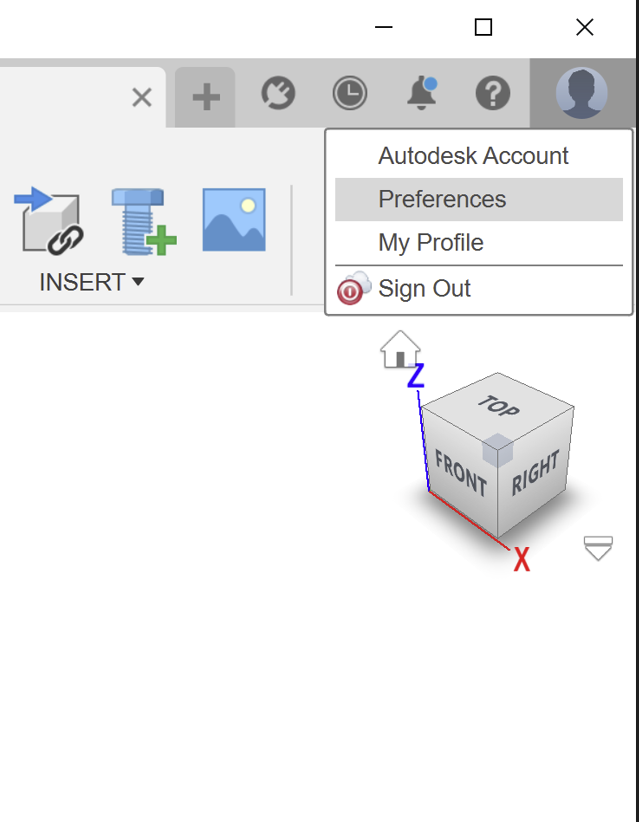 Autodesk Account
Preferences
My Profile
Sign Out
INSERT
Z
TOP
FRONT
RIGHT
X